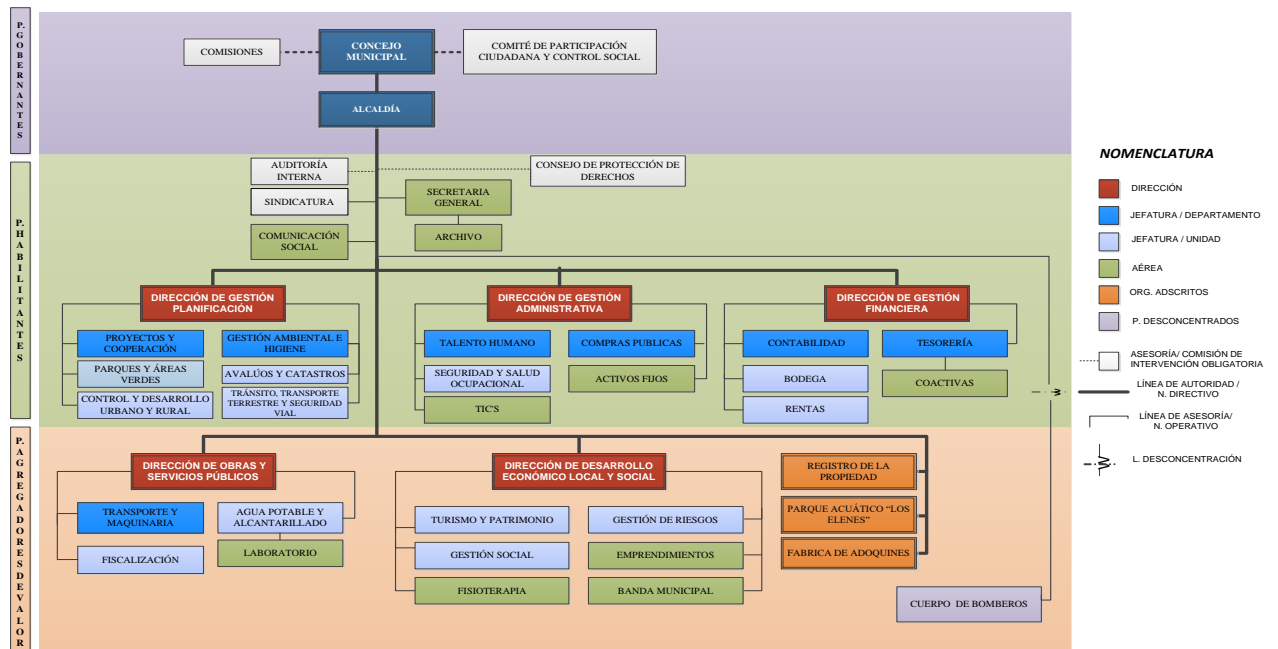 P. GOBERNANTES
COMISIONES
CONCEJO
MUNICIPAL
COMITÉ DE PARTICIPACIÓN
CIUDADANA Y CONTROL SOCIAL
ALCALDÍA
P. HABILITANTES
AUDITORÍA
INTERNA
CONSEJO DE PROTECCIÓN DE
DERECHOS
SINDICATURA
SECRETARIA
GENERAL
COMUNICACIÓN
SOCIAL
ARCHIVO
DIRECCIÓN DE GESTIÓN
PLANIFICACIÓN
PROYECTOS Y
COOPERACIÓN
GESTIÓN AMBIENTAL E
HIGIENE
PARQUES Y ÁREAS
VERDES
AVALÚOS Y CATASTROS
CONTROL Y DESARROLLO
URBANO Y RURAL
TRÁNSITO, TRANSPORTE
TERRESTRE Y SEGURIDAD
VIAL
DIRECCIÓN DE GESTIÓN
ADMINISTRATIVA
TALENTO HUMANO
COMPRAS PUBLICAS
SEGURIDAD Y SALUD
OCUPACIONAL
ACTIVOS FIJOS
TIC'S
DIRECCIÓN DE GESTIÓN
FINANCIERA
CONTABILIDAD
TESORERÍA
BODEGA
COACTIVAS
RENTAS
P. AGREGADORES DE VALOR
DIRECCIÓN DE OBRAS Y
SERVICIOS PÚBLICOS
TRANSPORTE Y
MAQUINARIA
AGUA POTABLE Y
ALCANTARILLADO
FISCALIZACIÓN
LABORATORIO
DIRECCIÓN DE DESARROLLO
ECONÓMICO LOCAL Y SOCIAL
TURISMO Y PATRIMONIO
GESTIÓN DE RIESGOS
GESTIÓN SOCIAL
EMPRENDIMIENTOS
FISIOTERAPIA
BANDA MUNICIPAL
REGISTRO DE LA
PROPIEDAD
PARQUE ACUÁTICO “LOS
ELENES”
FABRICA DE ADOQUINES
CUERPO DE BOMBEROS
NOMENCLATURA
DIRECCIÓN
JEFATURA / DEPARTAMENTO
JEFATURA / UNIDAD
AÉREA
ORG. ADSCRITOS
P. DESCONCENTRADOS
ASESORÍA/ COMISIÓN DE
INTERVENCIÓN OBLIGATORIA
LÍNEA DE AUTORIDAD /
N. DIRECTIVO
LÍNEA DE ASESORÍA/
N. OPERATIVO
L. DESCONCENTRACIÓN